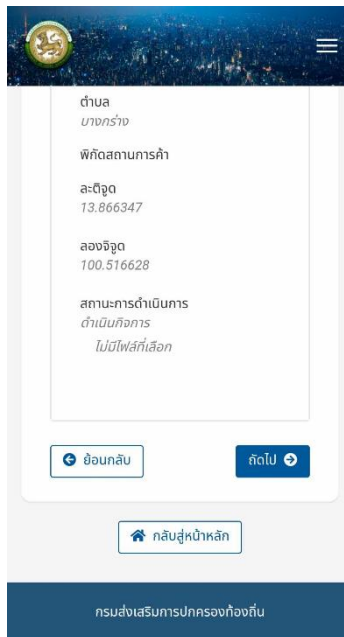 ตำบล
บางกร่าง
พิกัดสถานการค้า
ละติจูด
13.866347
ลองจิจูด
100.516628
สถานะการดำเนินการ
ดำเนินกิจการ
ไม่มีไฟล์ที่เลือก
ย้อนกลับ
ถัดไป
กลับสู่หน้าหลัก
กรมส่งเสริมการปกครองท้องถิ่น